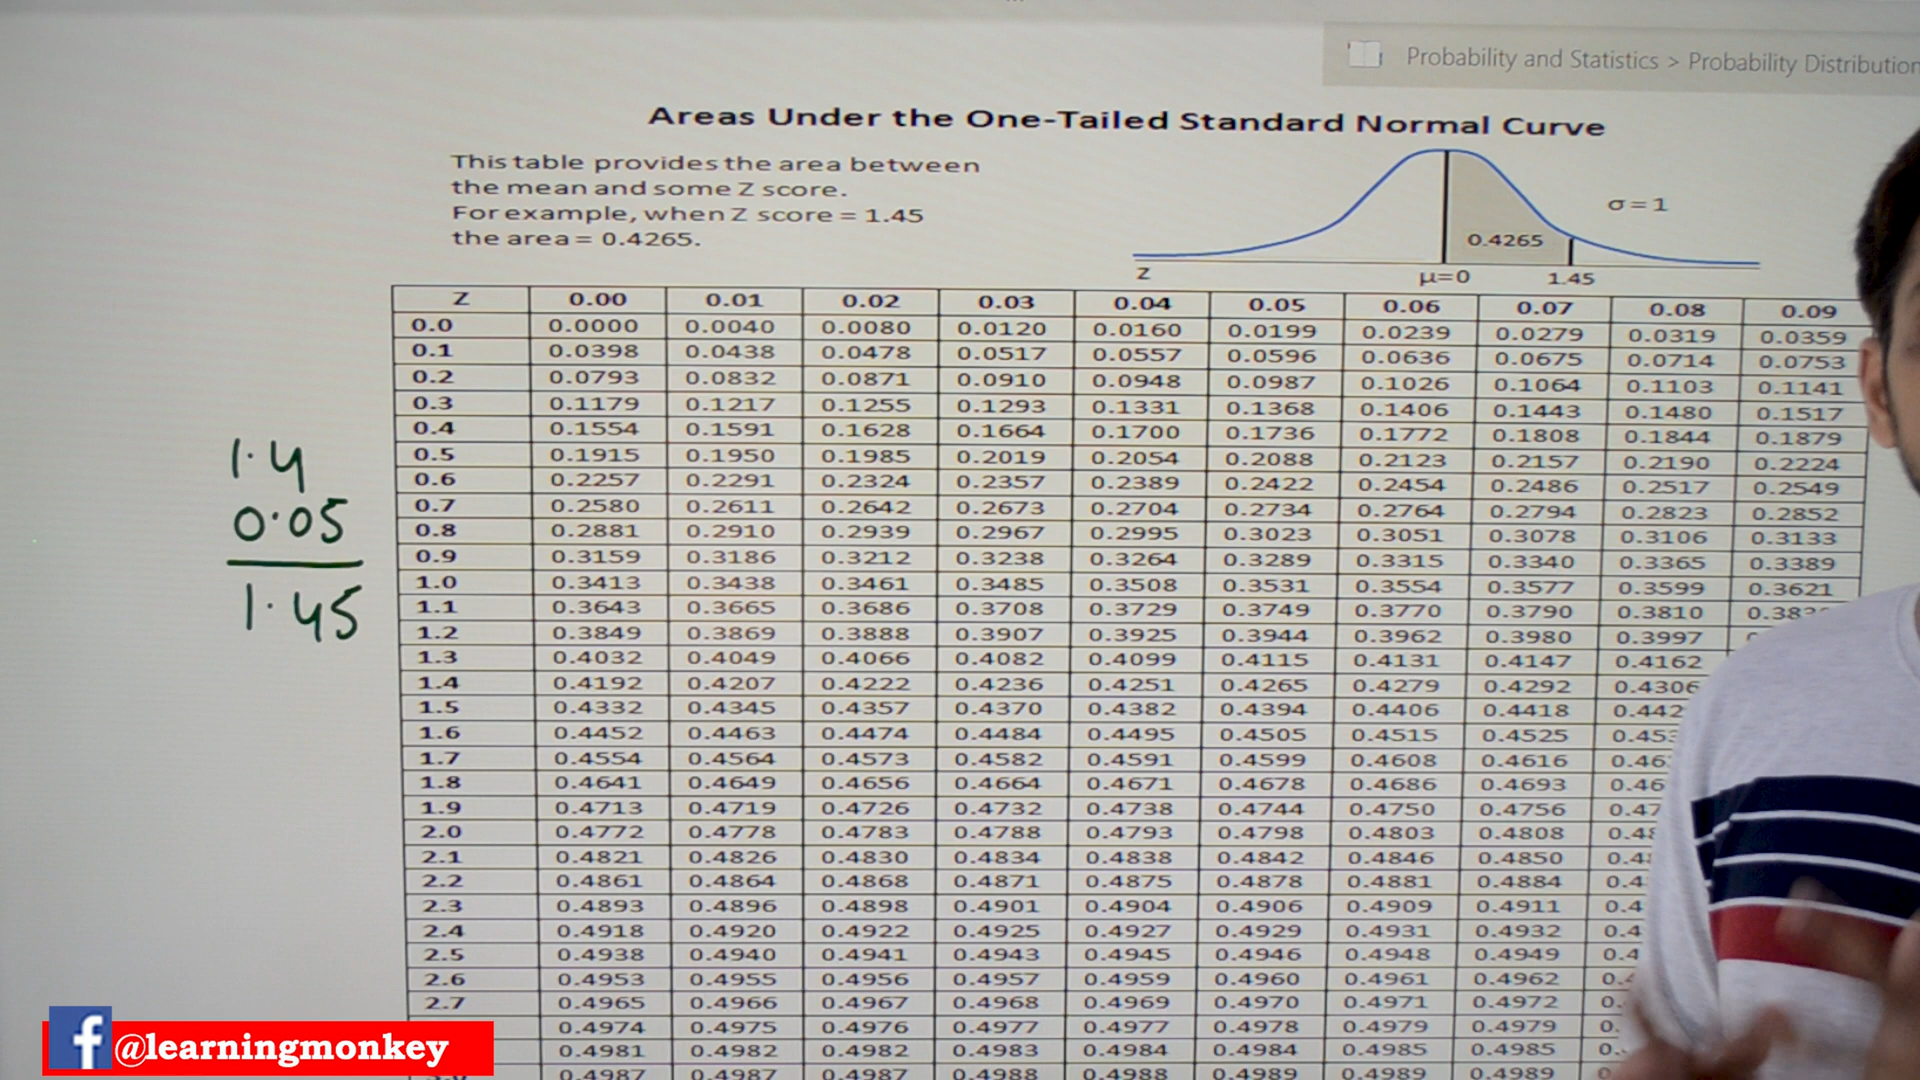 Probability and Statistics > Probability Distribution
Areas Under the One-Tailed Standard Normal Curve
This table provides the area between
the mean and some Z score.
For example, when Z score = 1.45
the area = 0.4265.
σ = 1
0.4265
Z μ=0 1.45
Z 0.00 0.01 0.02 0.03 0.04 0.05 0.06 0.07 0.08 0.09
0.0 0.0000 0.0040 0.0080 0.0120 0.0160 0.0199 0.0239 0.0279 0.0319 0.0359
0.1 0.0398 0.0438 0.0478 0.0517 0.0557 0.0596 0.0636 0.0675 0.0714 0.0753
0.2 0.0793 0.0832 0.0871 0.0910 0.0948 0.0987 0.1026 0.1064 0.1103 0.1141
0.3 0.1179 0.1217 0.1255 0.1293 0.1331 0.1368 0.1406 0.1443 0.1480 0.1517
0.4 0.1554 0.1591 0.1628 0.1664 0.1700 0.1736 0.1772 0.1808 0.1844 0.1879
0.5 0.1915 0.1950 0.1985 0.2019 0.2054 0.2088 0.2123 0.2157 0.2190 0.2224
0.6 0.2257 0.2291 0.2324 0.2357 0.2389 0.2422 0.2454 0.2486 0.2517 0.2549
0.7 0.2580 0.2611 0.2642 0.2673 0.2704 0.2734 0.2764 0.2794 0.2823 0.2852
0.8 0.2881 0.2910 0.2939 0.2967 0.2995 0.3023 0.3051 0.3078 0.3106 0.3133
0.9 0.3159 0.3186 0.3212 0.3238 0.3264 0.3289 0.3315 0.3340 0.3365 0.3389
1.0 0.3413 0.3438 0.3461 0.3485 0.3508 0.3531 0.3554 0.3577 0.3599 0.3621
1.1 0.3643 0.3665 0.3686 0.3708 0.3729 0.3749 0.3770 0.3790 0.3810
1.2 0.3849 0.3869 0.3888 0.3907 0.3925 0.3944 0.3962 0.3980 0.3997
1.3 0.4032 0.4049 0.4066 0.4082 0.4099 0.4115 0.4131 0.4147 0.4162
1.4 0.4192 0.4207 0.4222 0.4236 0.4251 0.4265 0.4279 0.4292 0.4306
1.5 0.4332 0.4345 0.4357 0.4370 0.4382 0.4394 0.4406 0.4418
1.6 0.4452 0.4463 0.4474 0.4484 0.4495 0.4505 0.4515 0.4525
1.7 0.4554 0.4564 0.4573 0.4582 0.4591 0.4599 0.4608 0.4616
1.8 0.4641 0.4649 0.4656 0.4664 0.4671 0.4678 0.4686 0.4693
1.9 0.4713 0.4719 0.4726 0.4732 0.4738 0.4744 0.4750 0.4756
2.0 0.4772 0.4778 0.4783 0.4788 0.4793 0.4798 0.4803 0.4808
2.1 0.4821 0.4826 0.4830 0.4834 0.4838 0.4842 0.4846 0.4850
2.2 0.4861 0.4864 0.4868 0.4871 0.4875 0.4878 0.4881 0.4884
2.3 0.4893 0.4896 0.4898 0.4901 0.4904 0.4906 0.4909 0.4911
2.4 0.4918 0.4920 0.4922 0.4925 0.4927 0.4929 0.4931 0.4932
2.5 0.4938 0.4940 0.4941 0.4943 0.4945 0.4946 0.4948 0.4949
2.6 0.4953 0.4955 0.4956 0.4957 0.4959 0.4960 0.4961 0.4962
2.7 0.4965 0.4966 0.4967 0.4968 0.4969 0.4970 0.4971 0.4972
0.4974 0.4975 0.4976 0.4977 0.4977 0.4978 0.4979 0.4979
0.4981 0.4982 0.4982 0.4983 0.4984 0.4984 0.4985 0.4985
0.4987 0.4987 0.4987 0.4988 0.4988 0.4989 0.4989 0.4989
1.4
0.05
1.45
f @learningmonkey